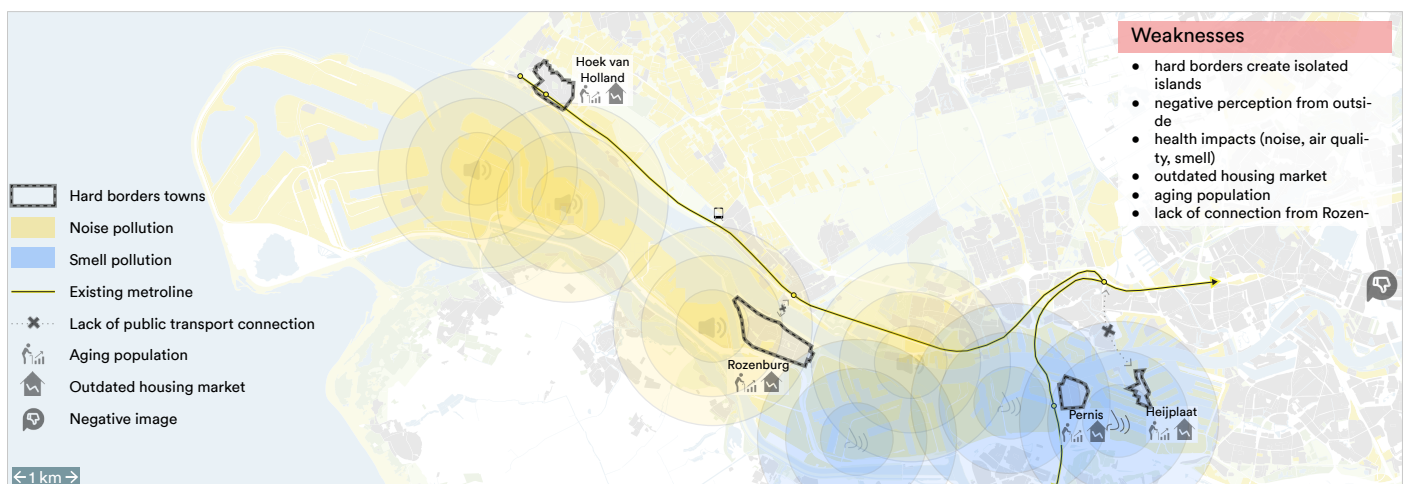 Weaknesses
● hard borders create isolated
islands
● negative perception from outsi-
de
● health impacts (noise, air quali-
ty, smell)
● outdated housing market
● aging population
● lack of connection from Rozen-
Hoek van
Holland
Rozenburg
Pernis
Heijplaat
Hard borders towns
Noise pollution
Smell pollution
Existing metroline
Lack of public transport connection
Aging population
Outdated housing market
Negative image
←1 km→